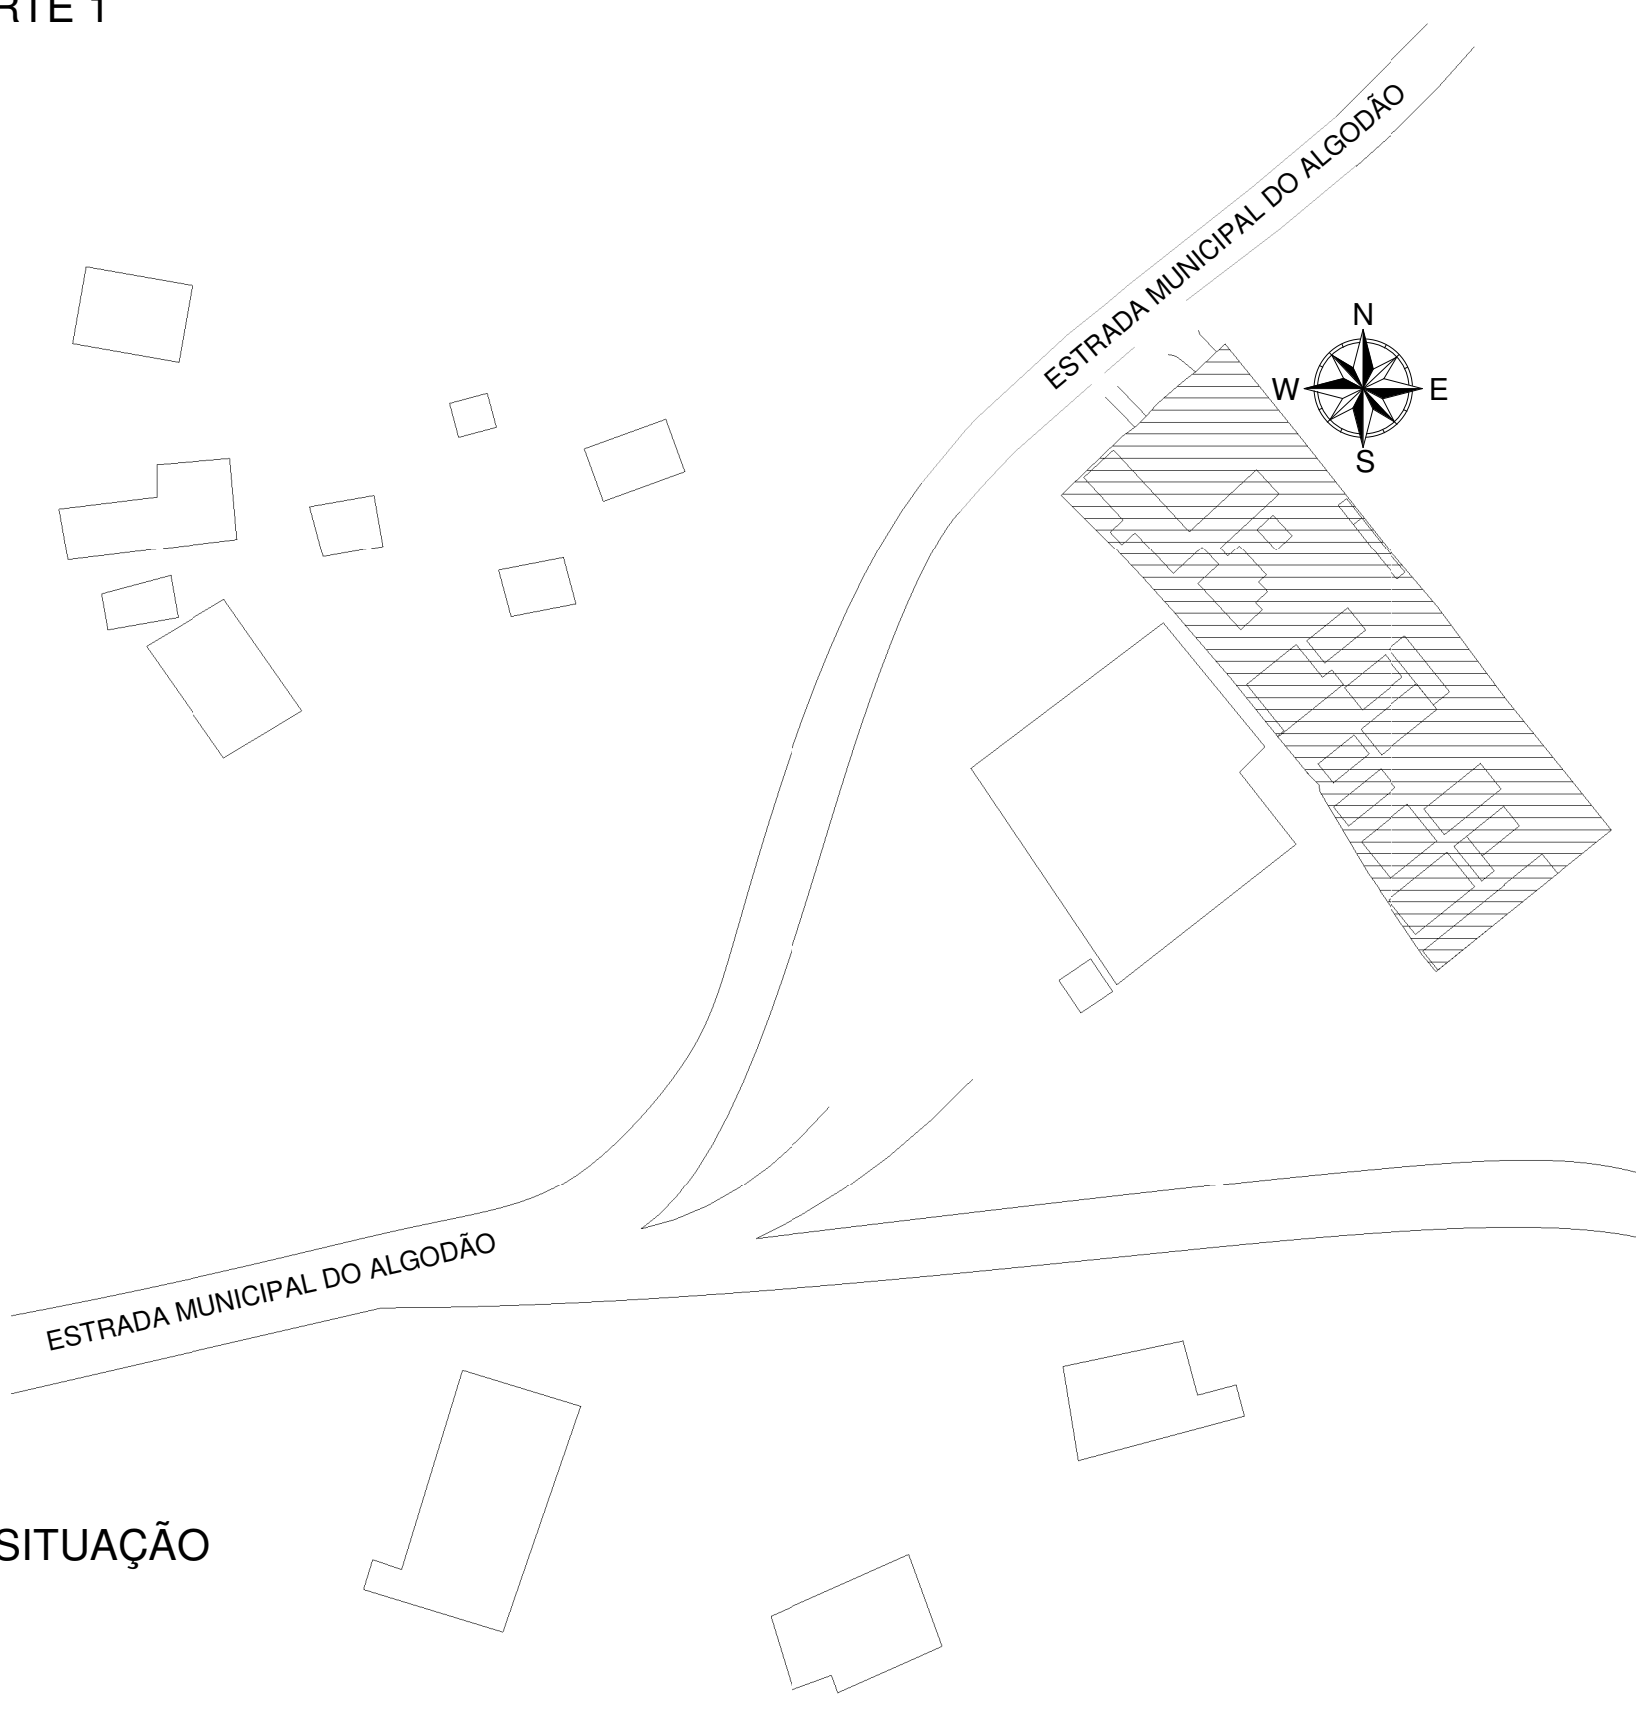 RTE 1
ESTRADA MUNICIPAL DO ALGODÃO
N
W E
S
ESTRADA MUNICIPAL DO ALGODÃO
SITUAÇÃO